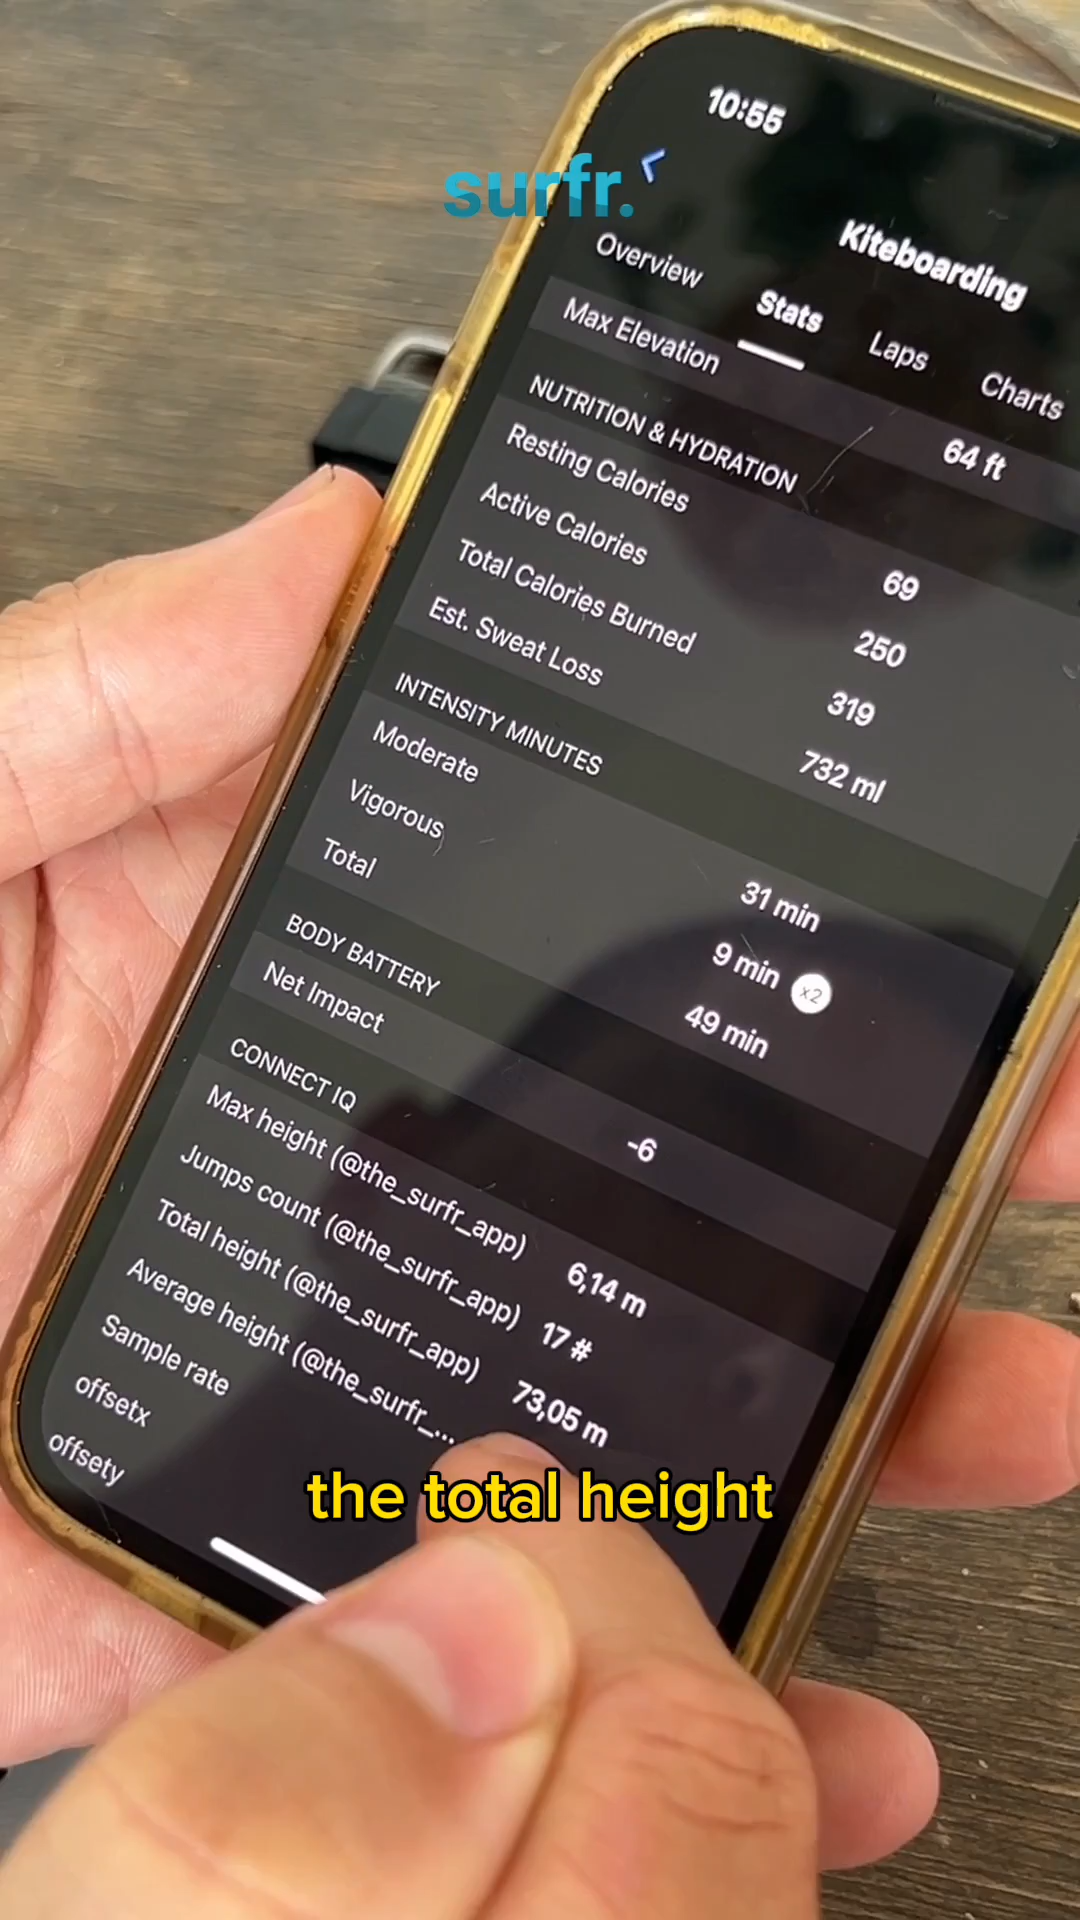 10:55
surfr.
Kiteboarding
Overview
Stats
Laps
Charts
Max Elevation
64 ft
NUTRITION & HYDRATION
Resting Calories
69
Active Calories
250
Total Calories Burned
319
Est. Sweat Loss
732 ml
INTENSITY MINUTES
Moderate
31 min
Vigorous
9 min x2
Total
49 min
BODY BATTERY
Net Impact
-6
CONNECT IQ
Max height (@the_surfr_app)
6,14 m
Jumps count (@the_surfr_app)
17 #
Total height (@the_surfr_app)
73,05 m
Average height (@the_surfr_...
Sample rate
offsetx
offsety
the total height